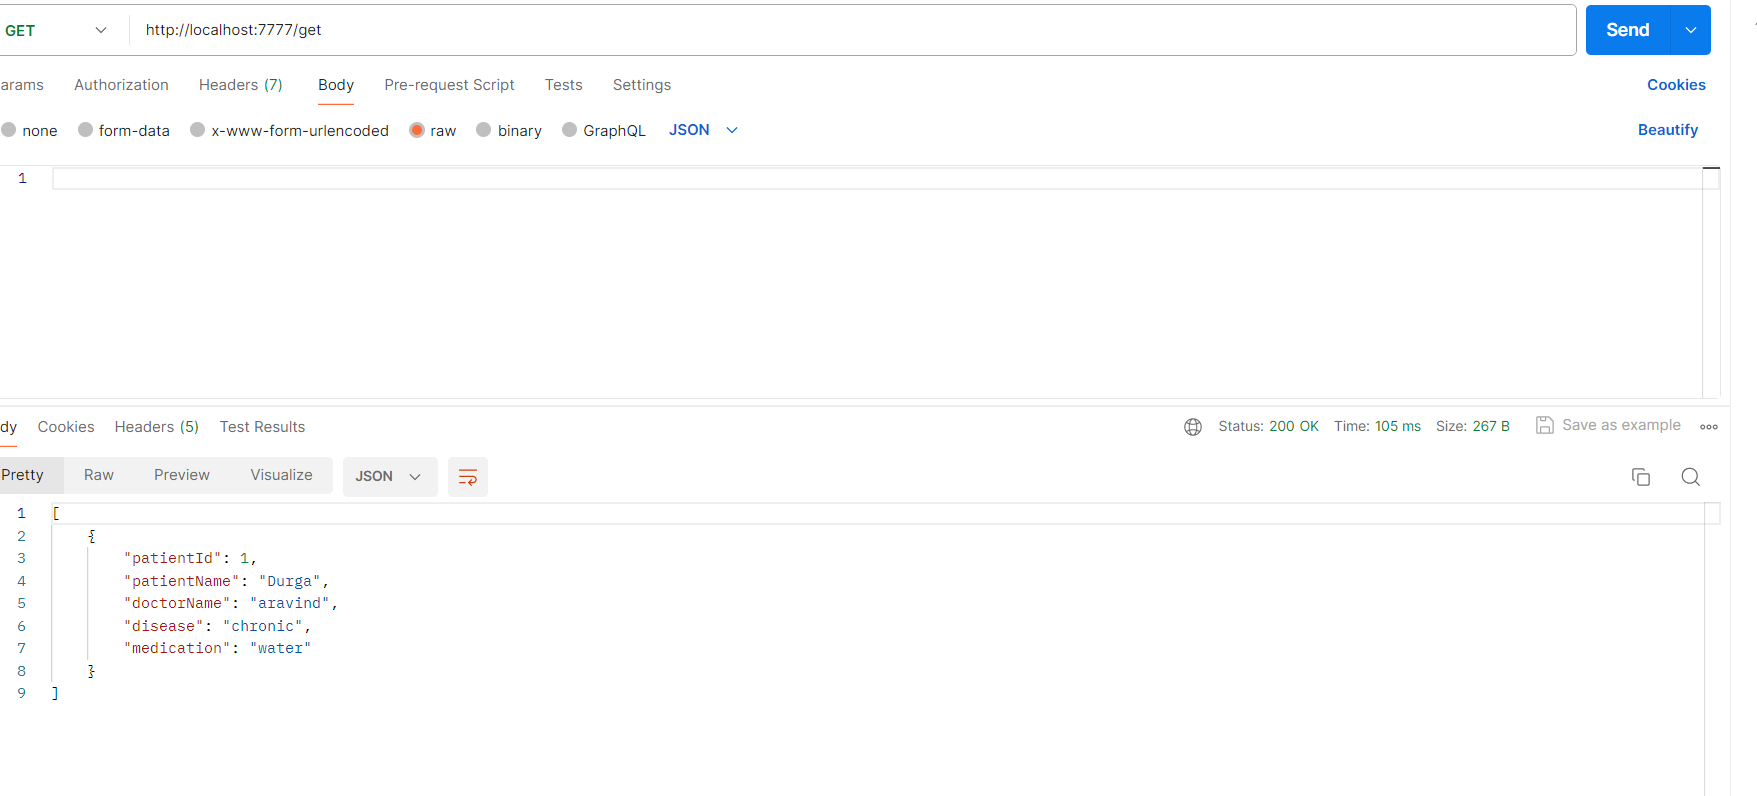 GET http://localhost:7777/get Send
arams Authorization Headers (7) Body Pre-request Script Tests Settings Cookies
none form-data x-www-form-urlencoded raw binary GraphQL JSON Beautify
1
dy Cookies Headers (5) Test Results Status: 200 OK Time: 105 ms Size: 267 B Save as example
Pretty Raw Preview Visualize JSON
1 [
2 {
3 "patientId": 1,
4 "patientName": "Durga",
5 "doctorName": "aravind",
6 "disease": "chronic",
7 "medication": "water"
8 }
9 ]